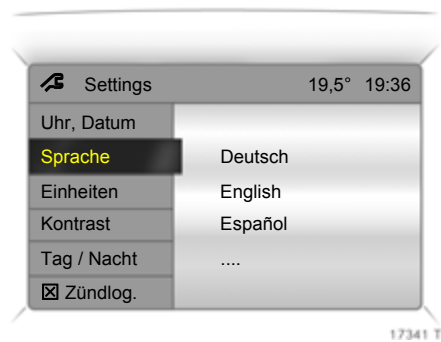 Settings 19,5° 19:36
Uhr, Datum
Sprache Deutsch
Einheiten English
Kontrast Español
Tag / Nacht ....
Zündlog.
17341 T